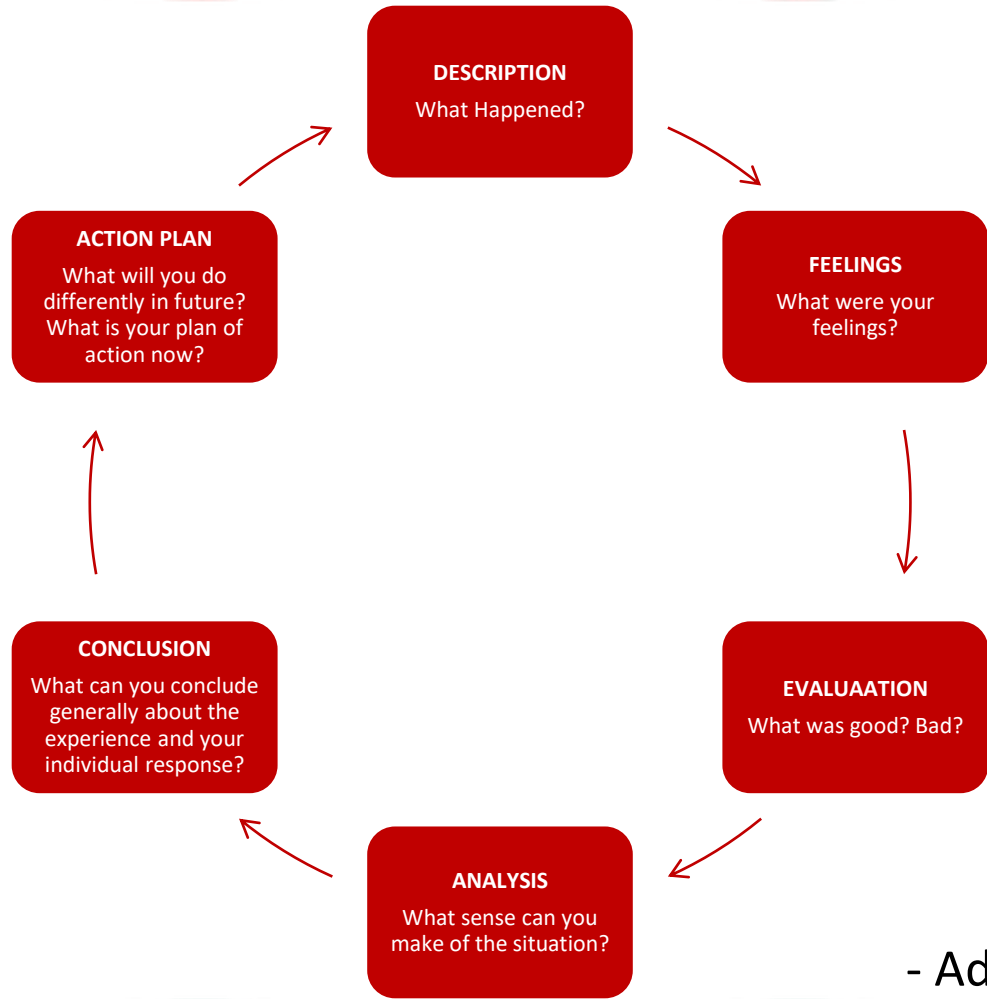 DESCRIPTION
What Happened?
FEELINGS
What were your
feelings?
EVALUAATION
What was good? Bad?
ANALYSIS
What sense can you
make of the situation?
CONCLUSION
What can you conclude
generally about the
experience and your
individual response?
ACTION PLAN
What will you do
differently in future?
What is your plan of
action now?